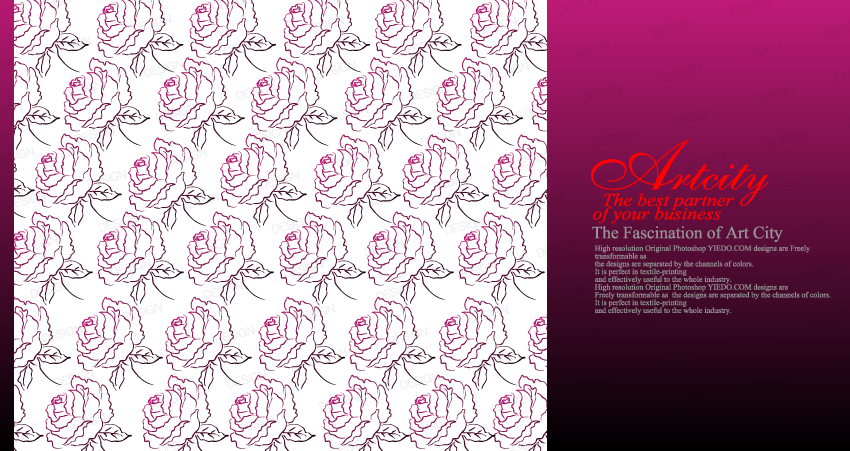 Artcity
The best partner
of your business
The Fascination of Art City
High resolution Original Photoshop YIEDO.COM designs are Freely
transformable as
the designs are separated by the channels of colors.
It is perfect in textile-printing
and effectively useful to the whole industry.
High resolution Original Photoshop YIEDO.COM designs are
Freely transformable as the designs are separated by the channels of colors.
It is perfect in textile-printing
and effectively useful to the whole industry.
DESIGN